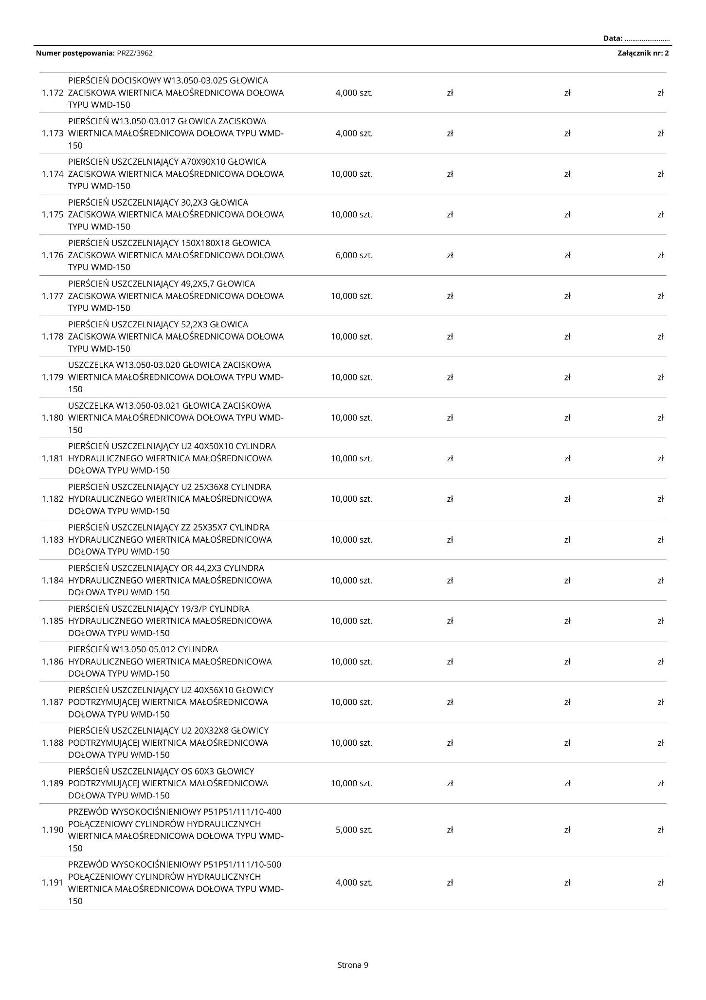 Data: ........................
Numer postępowania: PRZZ/3962 Załącznik nr: 2
PIERŚCIEŃ DOCISKOWY W13.050-03.025 GŁOWICA
1.172 ZACISKOWA WIERTNICA MAŁOŚREDNICOWA DOŁOWA 4,000 szt. zł zł zł
TYPU WMD-150
PIERŚCIEŃ W13.050-03.017 GŁOWICA ZACISKOWA
1.173 WIERTNICA MAŁOŚREDNICOWA DOŁOWA TYPU WMD- 4,000 szt. zł zł zł
150
PIERŚCIEŃ USZCZELNIAJĄCY A70X90X10 GŁOWICA
1.174 ZACISKOWA WIERTNICA MAŁOŚREDNICOWA DOŁOWA 10,000 szt. zł zł zł
TYPU WMD-150
PIERŚCIEŃ USZCZELNIAJĄCY 30,2X3 GŁOWICA
1.175 ZACISKOWA WIERTNICA MAŁOŚREDNICOWA DOŁOWA 10,000 szt. zł zł zł
TYPU WMD-150
PIERŚCIEŃ USZCZELNIAJĄCY 150X180X18 GŁOWICA
1.176 ZACISKOWA WIERTNICA MAŁOŚREDNICOWA DOŁOWA 6,000 szt. zł zł zł
TYPU WMD-150
PIERŚCIEŃ USZCZELNIAJĄCY 49,2X5,7 GŁOWICA
1.177 ZACISKOWA WIERTNICA MAŁOŚREDNICOWA DOŁOWA 10,000 szt. zł zł zł
TYPU WMD-150
PIERŚCIEŃ USZCZELNIAJĄCY 52,2X3 GŁOWICA
1.178 ZACISKOWA WIERTNICA MAŁOŚREDNICOWA DOŁOWA 10,000 szt. zł zł zł
TYPU WMD-150
USZCZELKA W13.050-03.020 GŁOWICA ZACISKOWA
1.179 WIERTNICA MAŁOŚREDNICOWA DOŁOWA TYPU WMD- 10,000 szt. zł zł zł
150
USZCZELKA W13.050-03.021 GŁOWICA ZACISKOWA
1.180 WIERTNICA MAŁOŚREDNICOWA DOŁOWA TYPU WMD- 10,000 szt. zł zł zł
150
PIERŚCIEŃ USZCZELNIAJĄCY U2 40X50X10 CYLINDRA
1.181 HYDRAULICZNEGO WIERTNICA MAŁOŚREDNICOWA 10,000 szt. zł zł zł
DOŁOWA TYPU WMD-150
PIERŚCIEŃ USZCZELNIAJĄCY U2 25X36X8 CYLINDRA
1.182 HYDRAULICZNEGO WIERTNICA MAŁOŚREDNICOWA 10,000 szt. zł zł zł
DOŁOWA TYPU WMD-150
PIERŚCIEŃ USZCZELNIAJĄCY ZZ 25X35X7 CYLINDRA
1.183 HYDRAULICZNEGO WIERTNICA MAŁOŚREDNICOWA 10,000 szt. zł zł zł
DOŁOWA TYPU WMD-150
PIERŚCIEŃ USZCZELNIAJĄCY OR 44,2X3 CYLINDRA
1.184 HYDRAULICZNEGO WIERTNICA MAŁOŚREDNICOWA 10,000 szt. zł zł zł
DOŁOWA TYPU WMD-150
PIERŚCIEŃ USZCZELNIAJĄCY 19/3/P CYLINDRA
1.185 HYDRAULICZNEGO WIERTNICA MAŁOŚREDNICOWA 10,000 szt. zł zł zł
DOŁOWA TYPU WMD-150
PIERŚCIEŃ W13.050-05.012 CYLINDRA
1.186 HYDRAULICZNEGO WIERTNICA MAŁOŚREDNICOWA 10,000 szt. zł zł zł
DOŁOWA TYPU WMD-150
PIERŚCIEŃ USZCZELNIAJĄCY U2 40X56X10 GŁOWICY
1.187 PODTRZYMUJĄCEJ WIERTNICA MAŁOŚREDNICOWA 10,000 szt. zł zł zł
DOŁOWA TYPU WMD-150
PIERŚCIEŃ USZCZELNIAJĄCY U2 20X32X8 GŁOWICY
1.188 PODTRZYMUJĄCEJ WIERTNICA MAŁOŚREDNICOWA 10,000 szt. zł zł zł
DOŁOWA TYPU WMD-150
PIERŚCIEŃ USZCZELNIAJĄCY OS 60X3 GŁOWICY
1.189 PODTRZYMUJĄCEJ WIERTNICA MAŁOŚREDNICOWA 10,000 szt. zł zł zł
DOŁOWA TYPU WMD-150
PRZEWÓD WYSOKOCIŚNIENIOWY P51P51/111/10-400
POŁĄCZENIOWY CYLINDRÓW HYDRAULICZNYCH
1.190 WIERTNICA MAŁOŚREDNICOWA DOŁOWA TYPU WMD- 5,000 szt. zł zł zł
150
PRZEWÓD WYSOKOCIŚNIENIOWY P51P51/111/10-500
POŁĄCZENIOWY CYLINDRÓW HYDRAULICZNYCH
1.191 WIERTNICA MAŁOŚREDNICOWA DOŁOWA TYPU WMD- 4,000 szt. zł zł zł
150
Strona 9